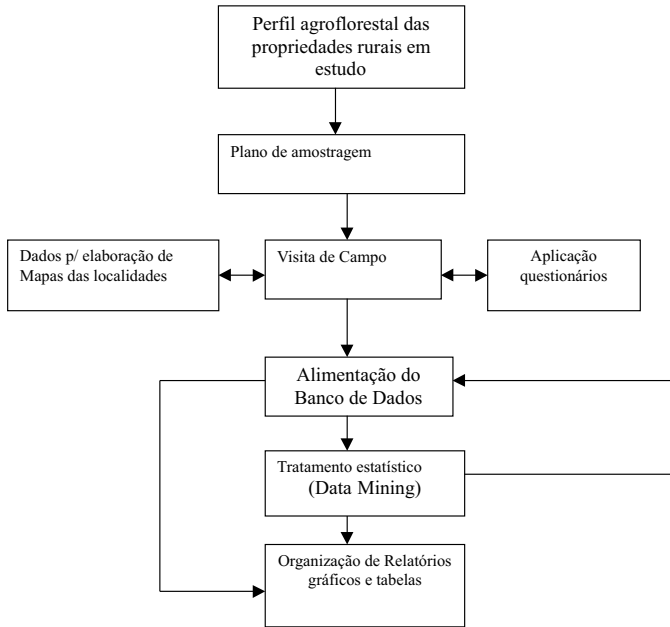 Perfil agroflorestal das
propriedades rurais em
estudo
Plano de amostragem
Dados p/ elaboração de
Mapas das localidades
Visita de Campo
Aplicação
questionários
Alimentação do
Banco de Dados
Tratamento estatístico
(Data Mining)
Organização de Relatórios
gráficos e tabelas